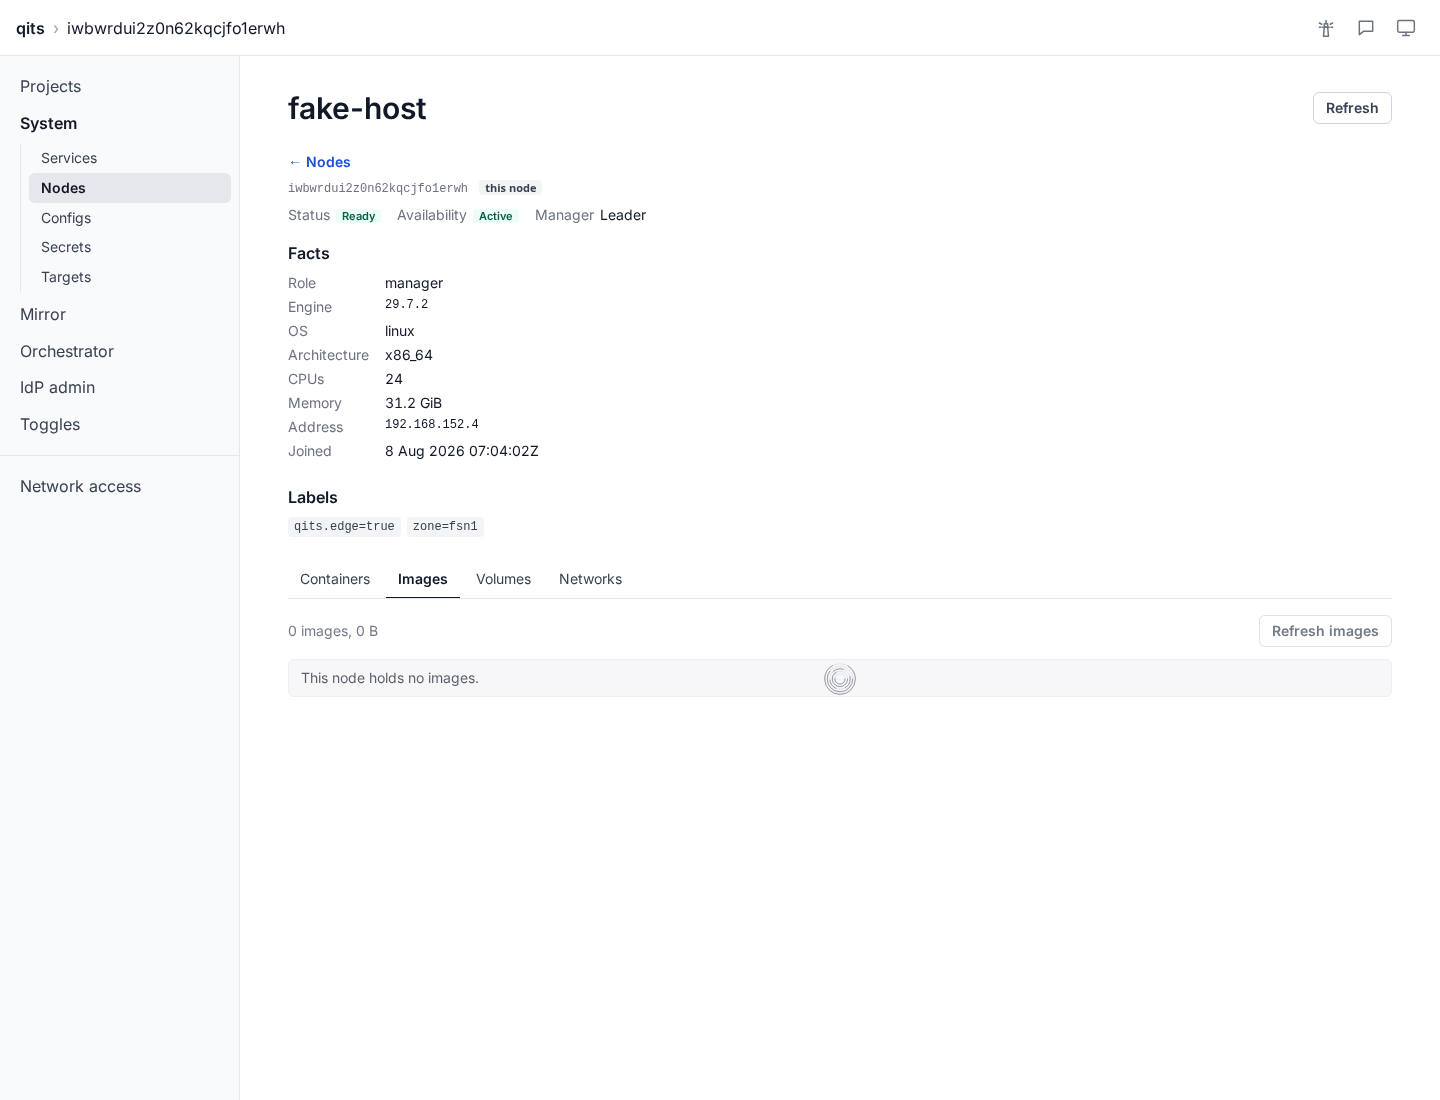 qits › iwbwrdui2z0n62kqcjfo1erwh
Projects
System
Services
Nodes
Configs
Secrets
Targets
Mirror
Orchestrator
IdP admin
Toggles
Network access
fake-host
Refresh
← Nodes
iwbwrdui2z0n62kqcjfo1erwh this node
Status Ready Availability Active Manager Leader
Facts
Role manager
Engine 29.7.2
OS linux
Architecture x86_64
CPUs 24
Memory 31.2 GiB
Address 192.168.152.4
Joined 8 Aug 2026 07:04:02Z
Labels
qits.edge=true zone=fsn1
Containers Images Volumes Networks
0 images, 0 B
Refresh images
This node holds no images.